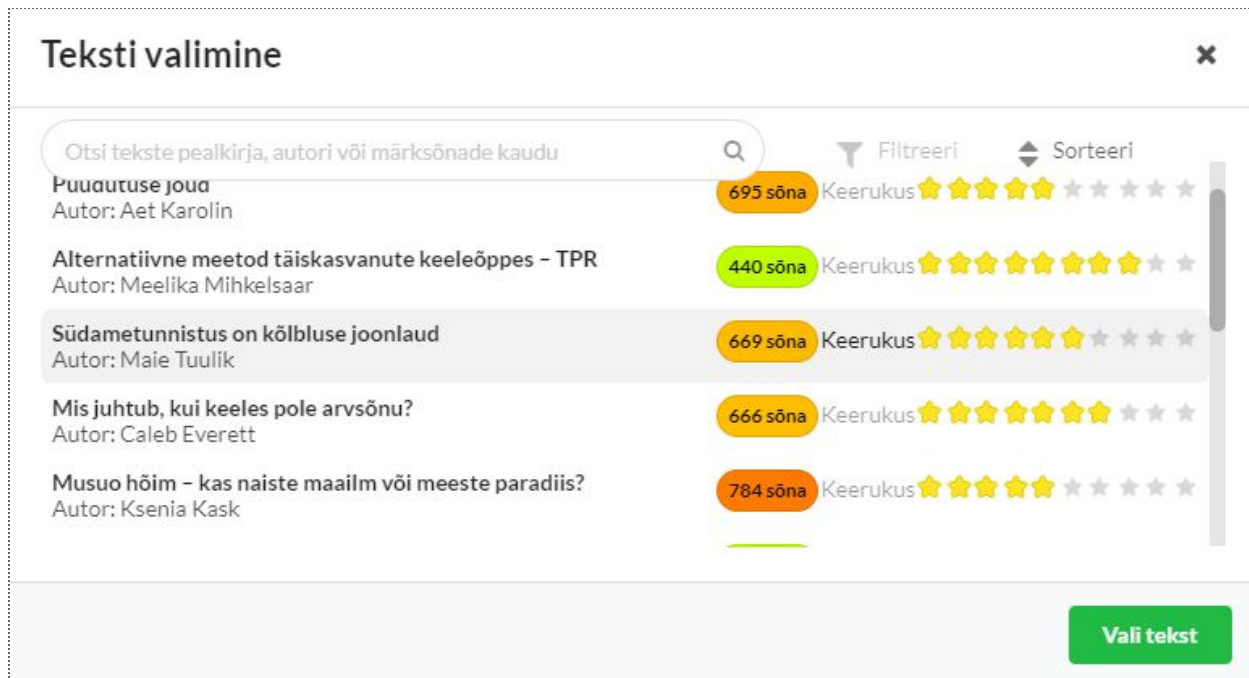 Teksti valimine
Otsi tekste pealkirja, autori või märksõnade kaudu
Filtreeri
Sorteeri
Puudutuse jõud
695 sõna Keerukus
Autor: Aet Karolin
Alternatiivne meetod täiskasvanute keeleõppes – TPR
440 sõna Keerukus
Autor: Meelika Mihkelsaar
Südametunnistus on kõlbluse joonlaud
669 sõna Keerukus
Autor: Maie Tuulik
Mis juhtub, kui keeles pole arvsõnu?
666 sõna Keerukus
Autor: Caleb Everett
Musuo hõim – kas naiste maailm või meeste paradiis?
784 sõna Keerukus
Autor: Ksenia Kask
Vali tekst